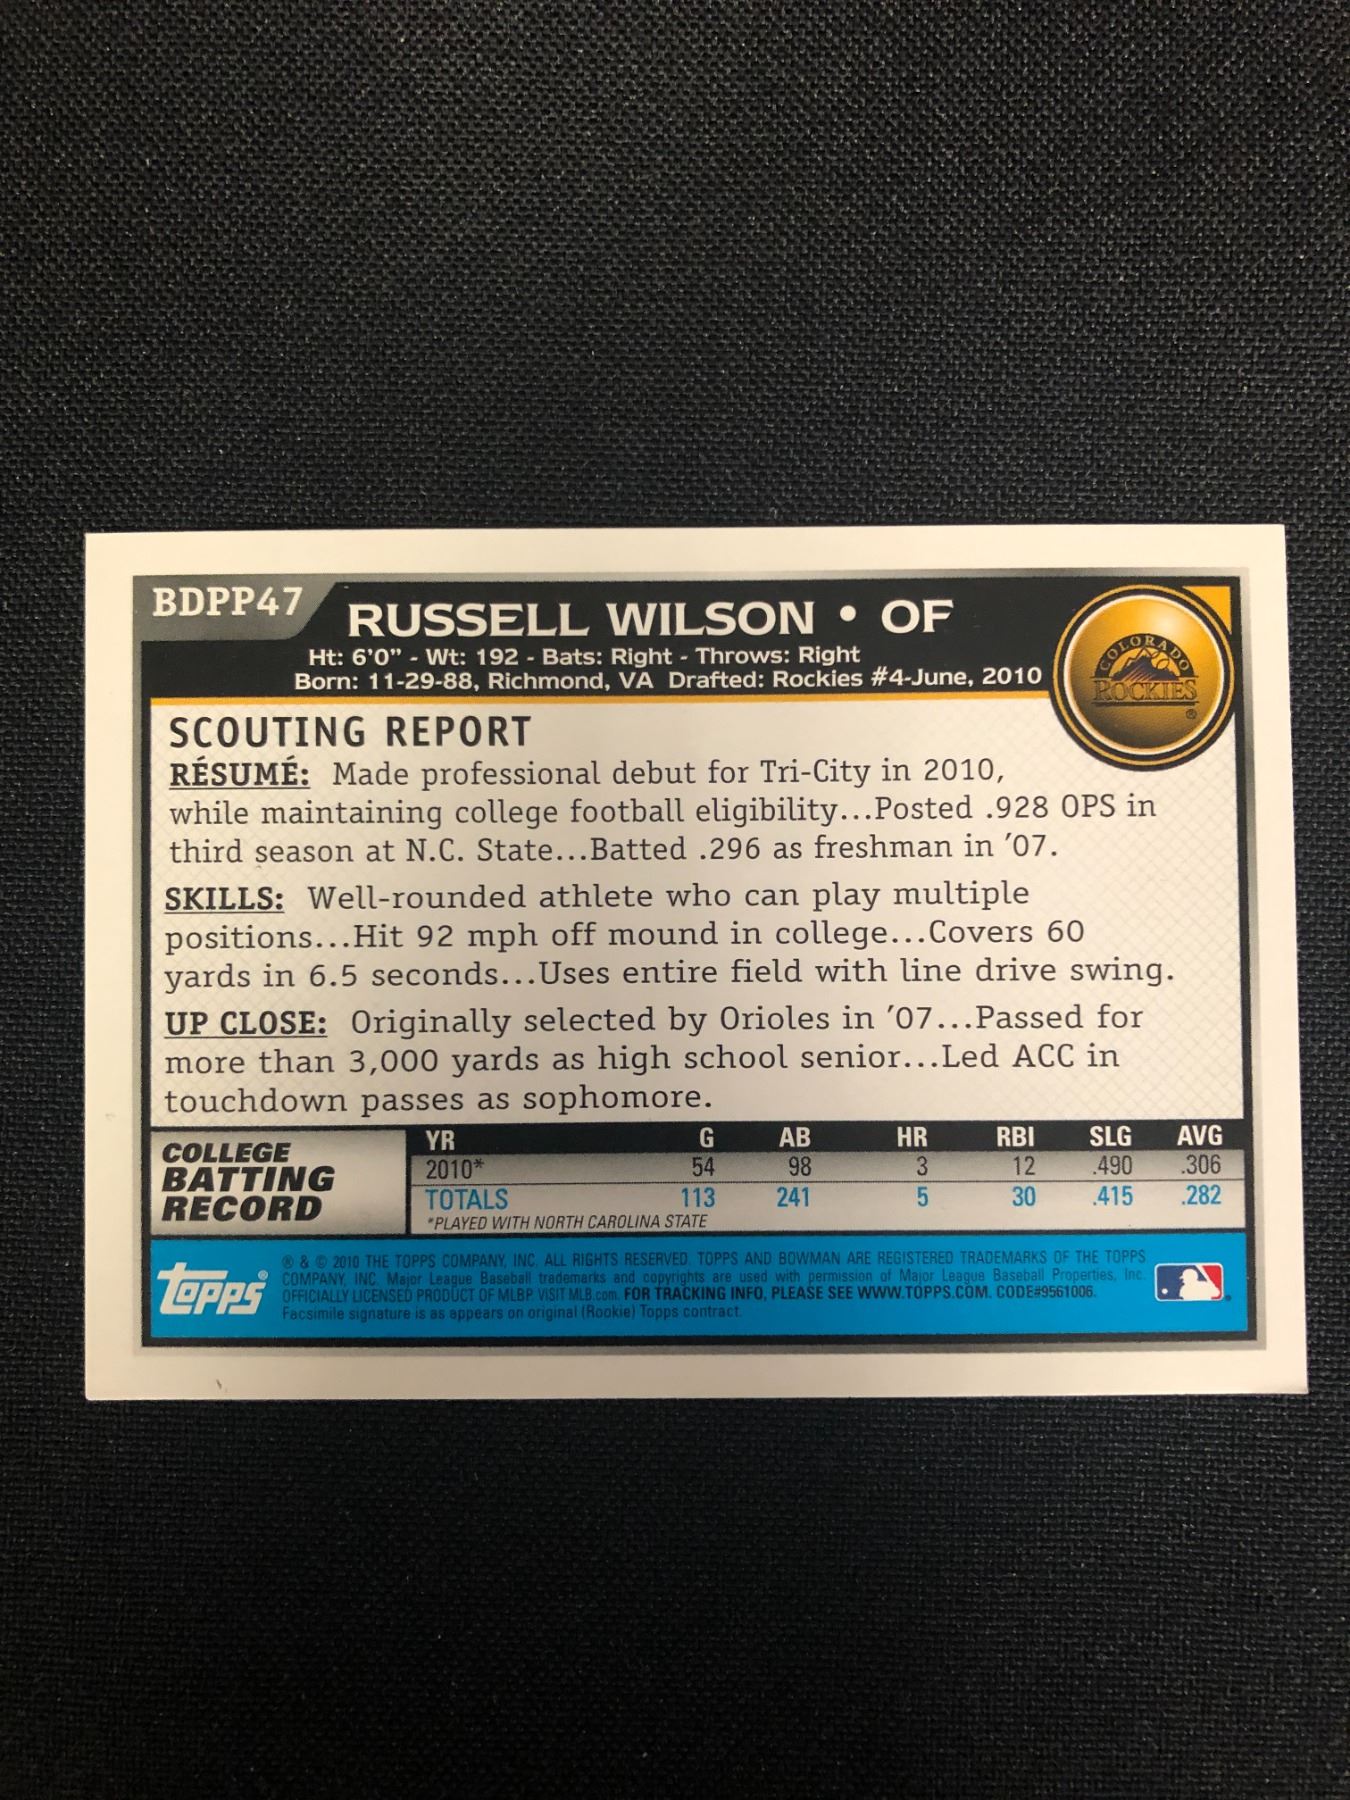 BDPP47
RUSSELL WILSON • OF
Ht: 6'0" - Wt: 192 - Bats: Right - Throws: Right
Born: 11-29-88, Richmond, VA Drafted: Rockies #4-June, 2010
COLORADO
ROCKIES
®
SCOUTING REPORT
RÉSUMÉ: Made professional debut for Tri-City in 2010,
while maintaining college football eligibility...Posted .928 OPS in
third season at N.C. State...Batted .296 as freshman in '07.
SKILLS: Well-rounded athlete who can play multiple
positions...Hit 92 mph off mound in college...Covers 60
yards in 6.5 seconds...Uses entire field with line drive swing.
UP CLOSE: Originally selected by Orioles in '07...Passed for
more than 3,000 yards as high school senior...Led ACC in
touchdown passes as sophomore.
COLLEGE
BATTING
RECORD
YR G AB HR RBI SLG AVG
2010* 54 98 3 12 .490 .306
TOTALS 113 241 5 30 .415 .282
*PLAYED WITH NORTH CAROLINA STATE
Topps®
® & © 2010 THE TOPPS COMPANY, INC. ALL RIGHTS RESERVED. TOPPS AND BOWMAN ARE REGISTERED TRADEMARKS OF THE TOPPS
COMPANY, INC. Major League Baseball trademarks and copyrights are used with permission of Major League Baseball Properties, Inc.
OFFICIALLY LICENSED PRODUCT OF MLBP VISIT MLB.com. FOR TRACKING INFO, PLEASE SEE WWW.TOPPS.COM. CODE#9561006.
Facsimile signature is as appears on original (Rookie) Topps contract.